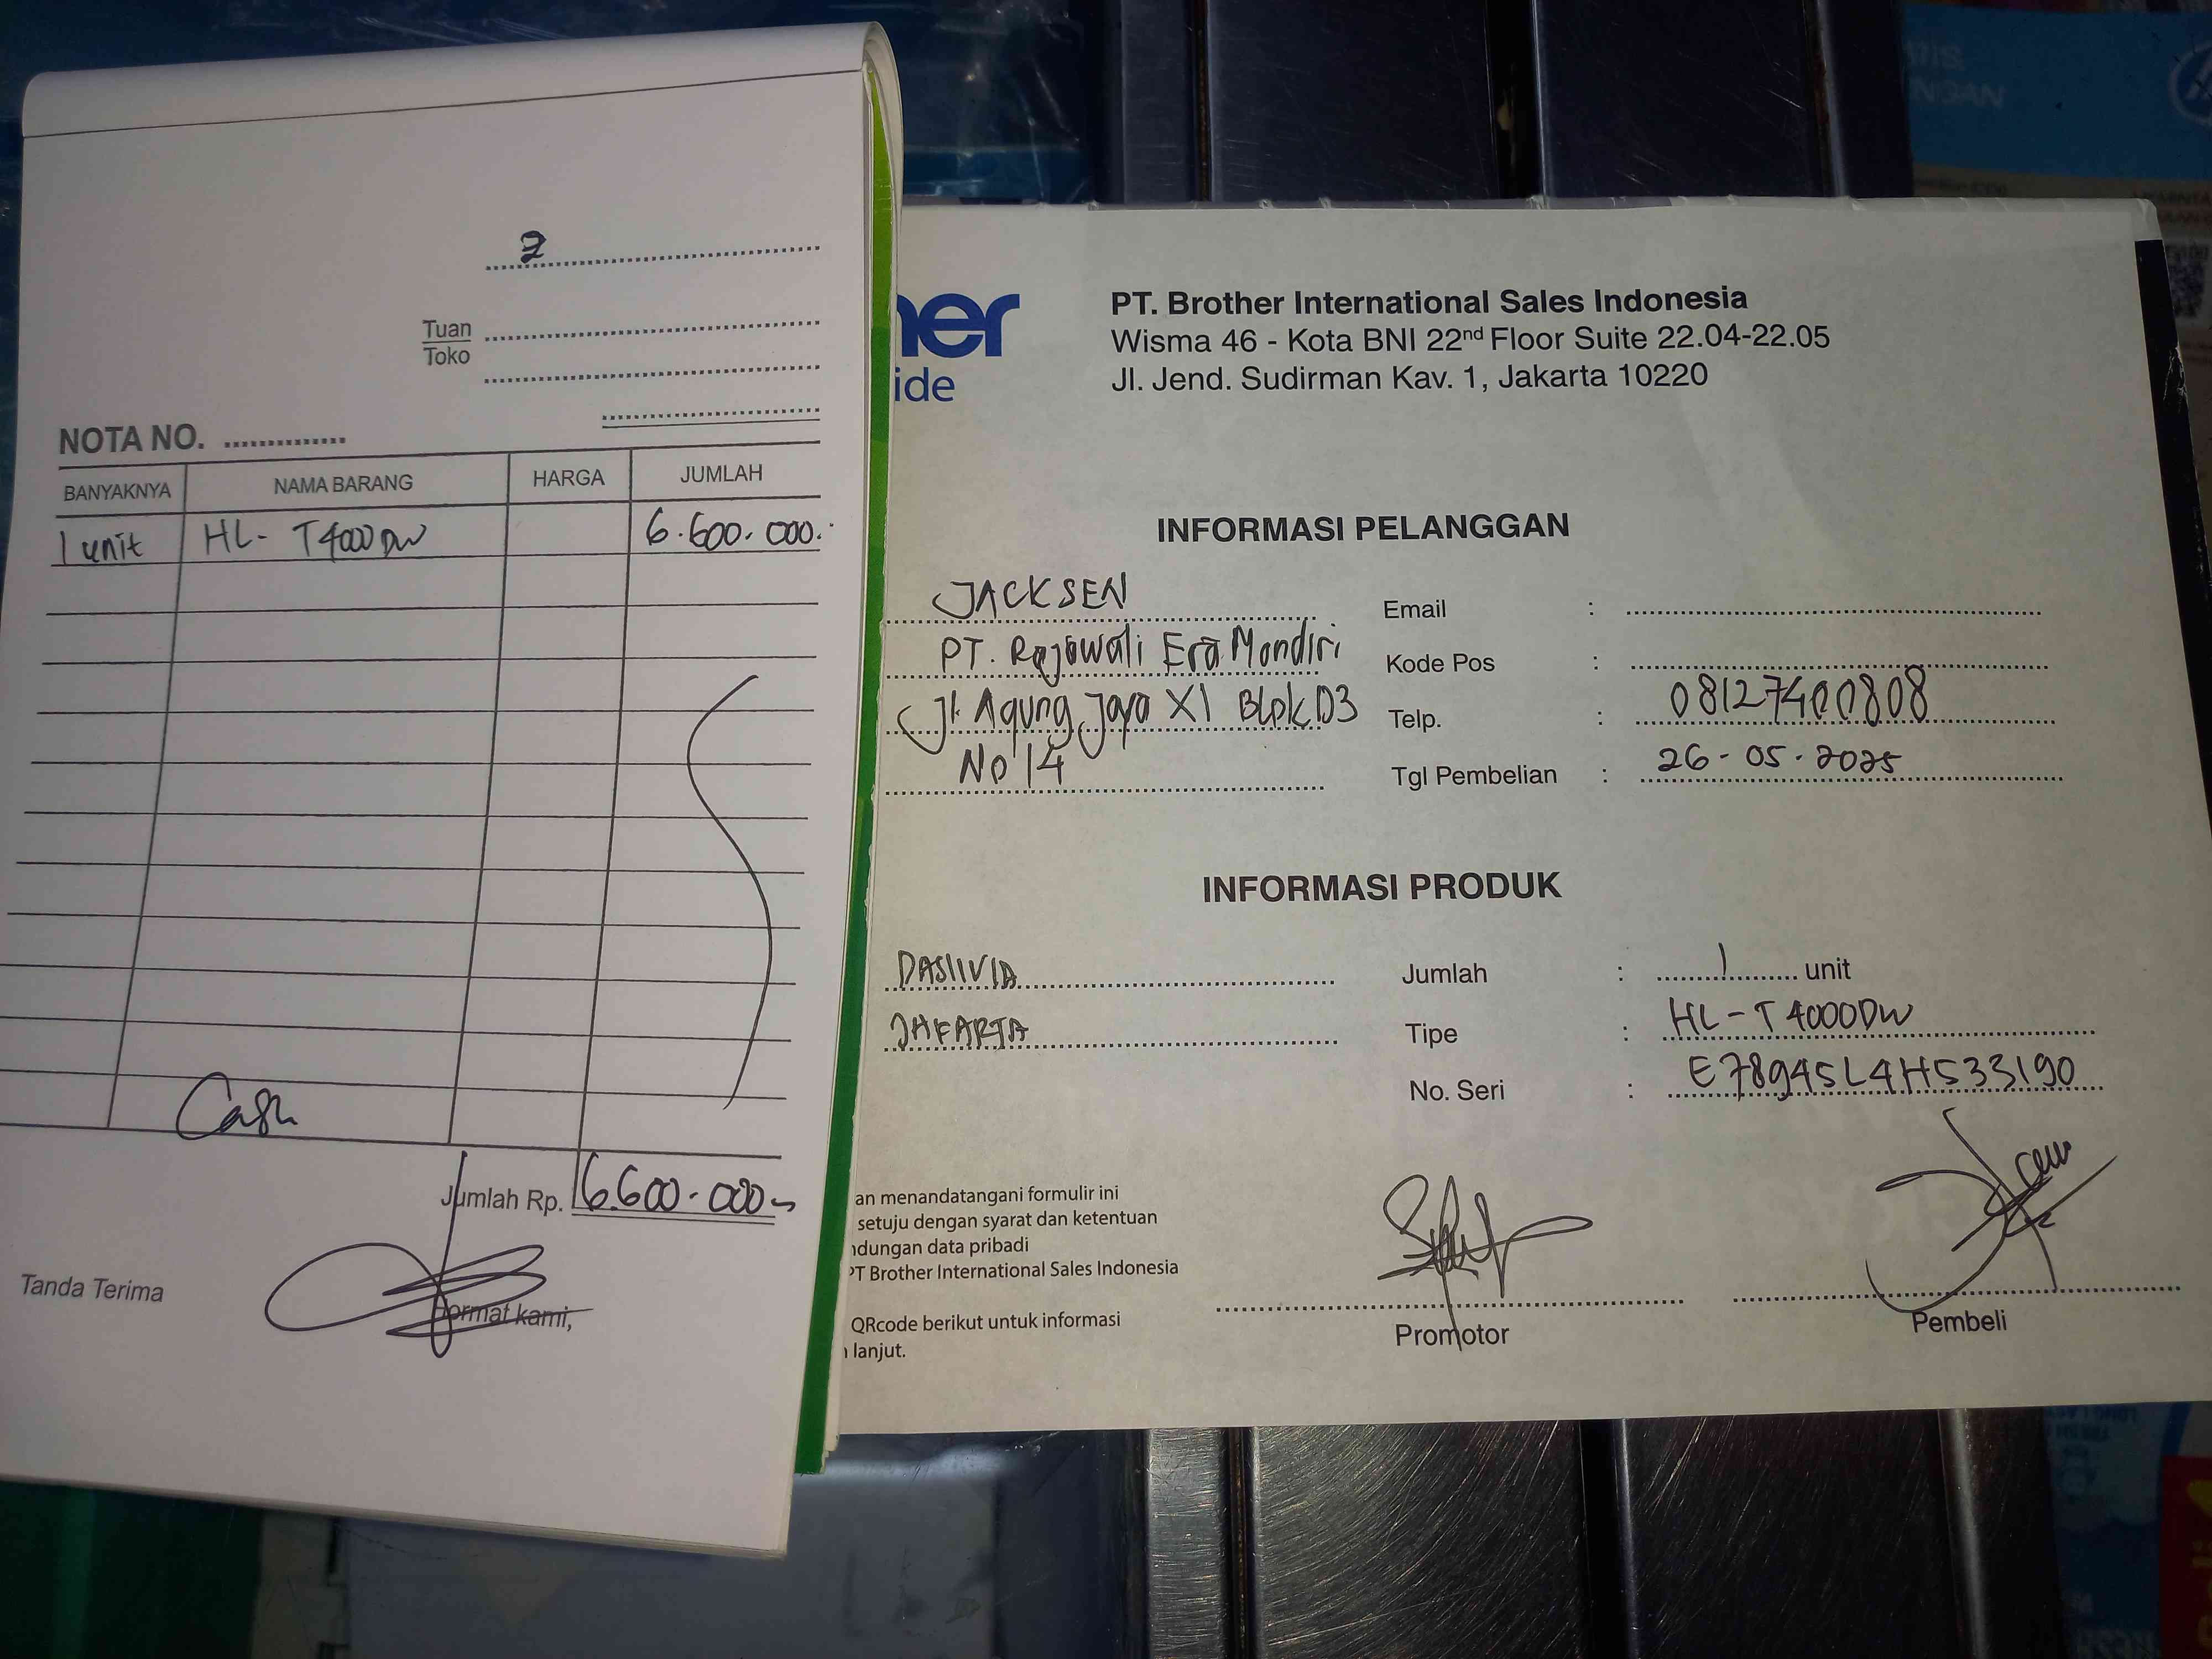 2
Tuan
Toko
NOTA NO.
BANYAKNYA NAMA BARANG HARGA JUMLAH
1 unit HL- T4000DW 6.600.000.
Cash
Jumlah Rp. 6.600.000
Tanda Terima
Hormat kami,
her
ide
PT. Brother International Sales Indonesia
Wisma 46 - Kota BNI 22nd Floor Suite 22.04-22.05
Jl. Jend. Sudirman Kav. 1, Jakarta 10220
INFORMASI PELANGGAN
JACKSEN Email :
PT. Rajawali Era Mandiri Kode Pos :
Jl. Agung Jaya XI Blok D3 Telp. : 08127400808
No 14 Tgl Pembelian : 26-05-2025
INFORMASI PRODUK
DASIIVIA Jumlah : 1 unit
JAKARTA Tipe : HL-T4000DW
No. Seri : E78945L4H533190
an menandatangani formulir ini
setuju dengan syarat dan ketentuan
ndungan data pribadi
PT Brother International Sales Indonesia
QRcode berikut untuk informasi
lanjut.
Promotor Pembeli